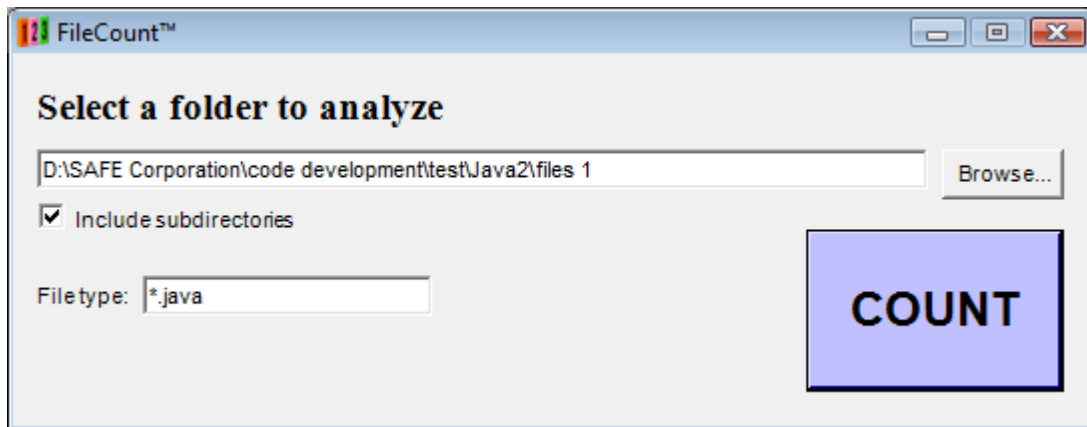 123 FileCount™
Select a folder to analyze
D:\SAFE Corporation\code development\test\Java2\files 1
Browse...
Include subdirectories
File type: *.java
COUNT